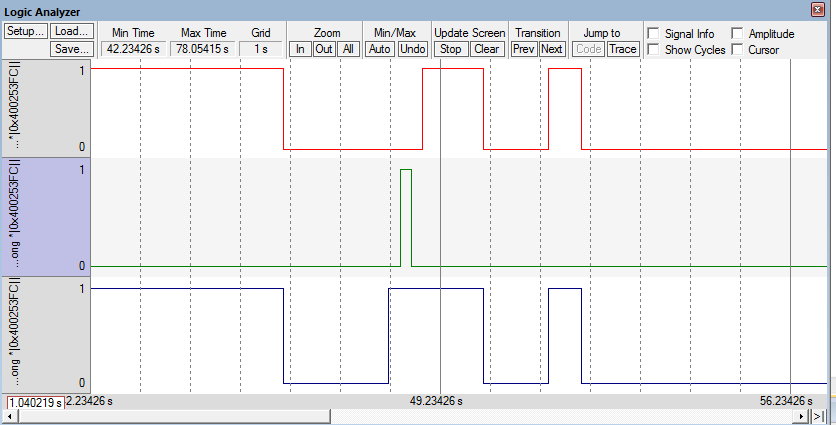 Logic Analyzer
Setup... Load... Save...
Min Time Max Time Grid
42.23426 s 78.05415 s 1 s
Zoom
In Out All
Min/Max
Auto Undo
Update Screen
Stop Clear
Transition
Prev Next
Jump to
Code Trace
Signal Info Amplitude
Show Cycles Cursor
... *|0x400253FC||
1
0
...ong *|0x400253FC||
1
0
...ong *|0x400253FC||
1
0
1.040219 s 2.23426 s 49.23426 s 56.23426 s